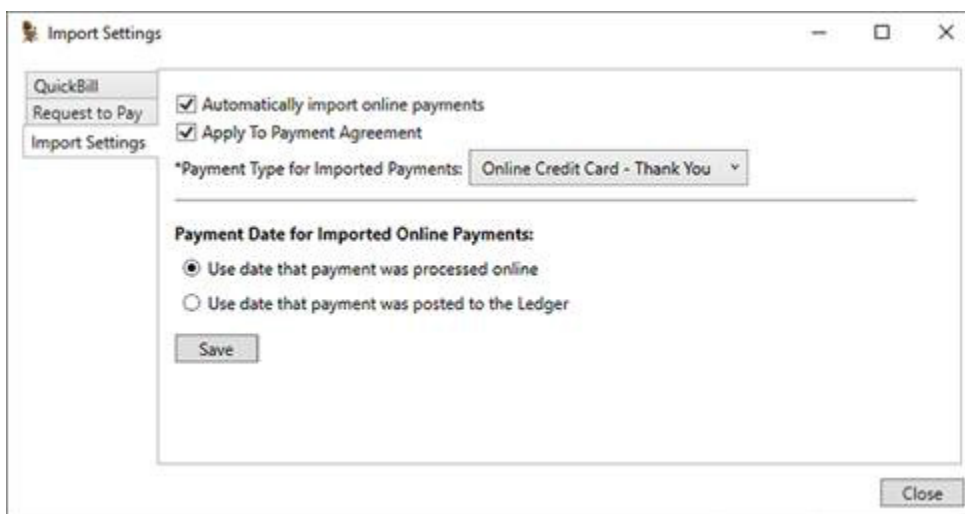 Import Settings
QuickBill
Request to Pay
Import Settings
Automatically import online payments
Apply To Payment Agreement
*Payment Type for Imported Payments: Online Credit Card - Thank You
Payment Date for Imported Online Payments:
Use date that payment was processed online
Use date that payment was posted to the Ledger
Save
Close